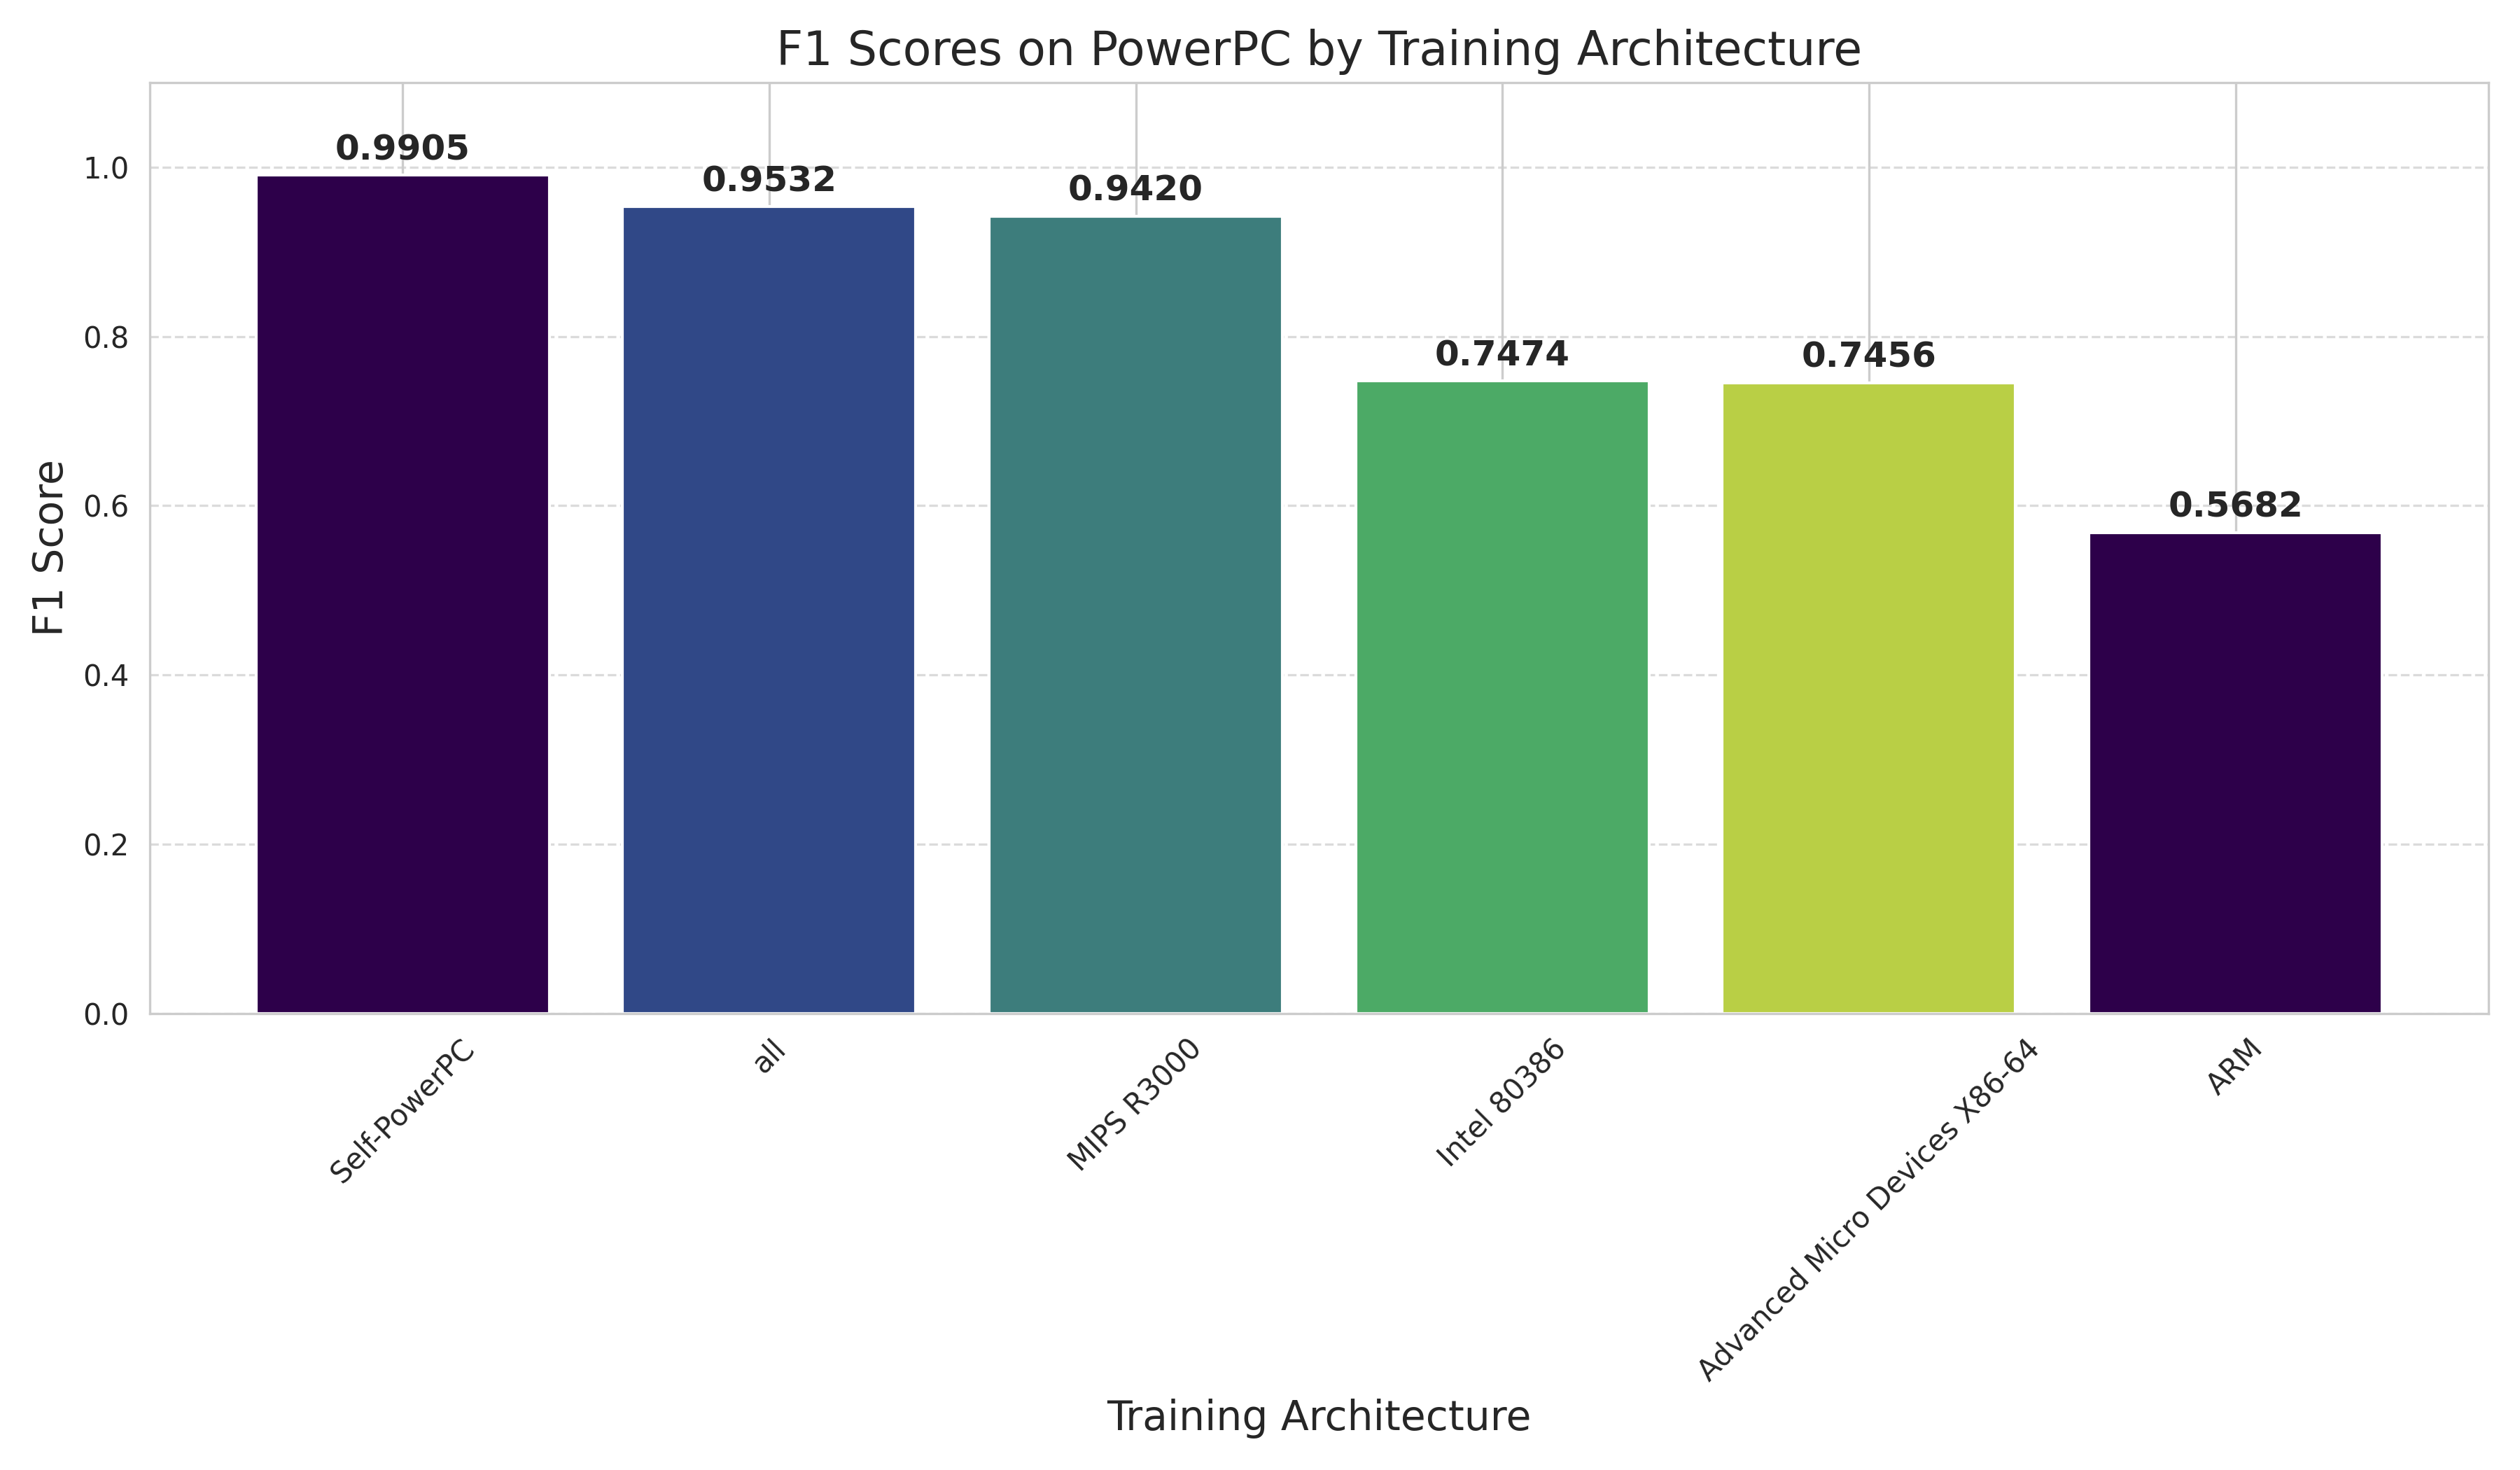 F1 Scores on PowerPC by Training Architecture
F1 Score
1.0
0.8
0.6
0.4
0.2
0.0
0.9905
0.9532
0.9420
0.7474
0.7456
0.5682
Self-PowerPC
all
MIPS R3000
Intel 80386
Advanced Micro Devices X86-64
ARM
Training Architecture